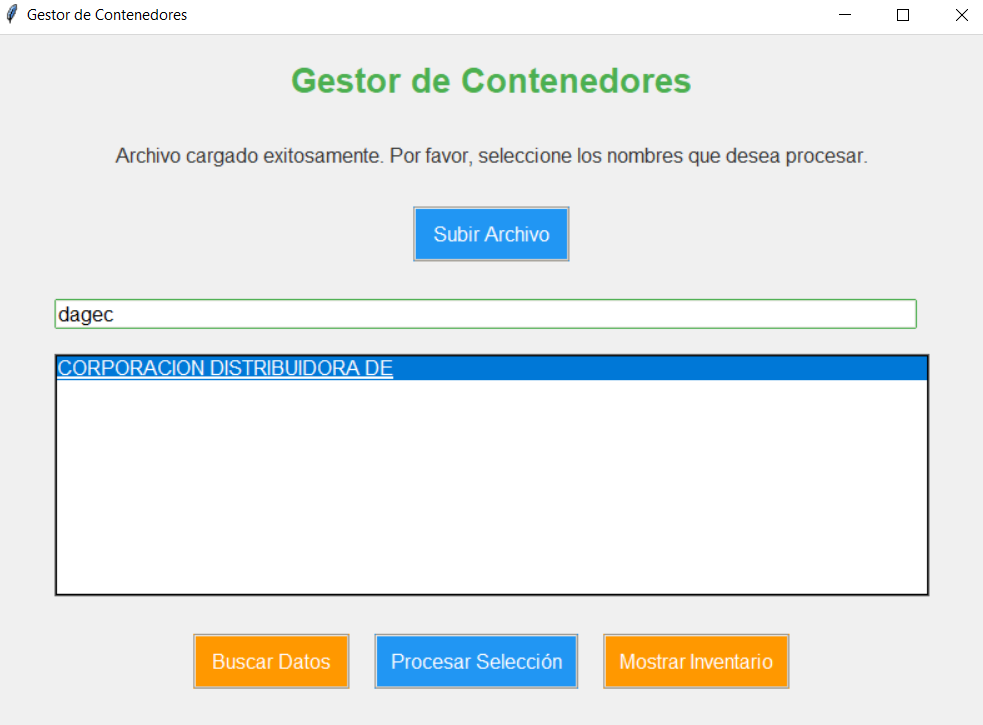 Gestor de Contenedores
Gestor de Contenedores
Archivo cargado exitosamente. Por favor, seleccione los nombres que desea procesar.
Subir Archivo
dagec
CORPORACION DISTRIBUIDORA DE
Buscar Datos Procesar Selección Mostrar Inventario